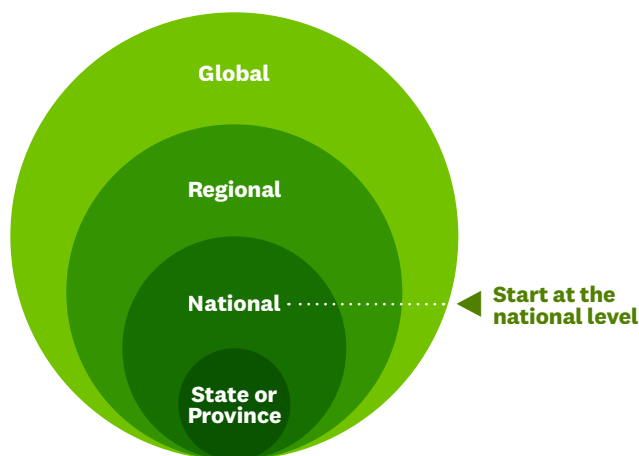 Global
Regional
National
Start at the
national level
State or
Province